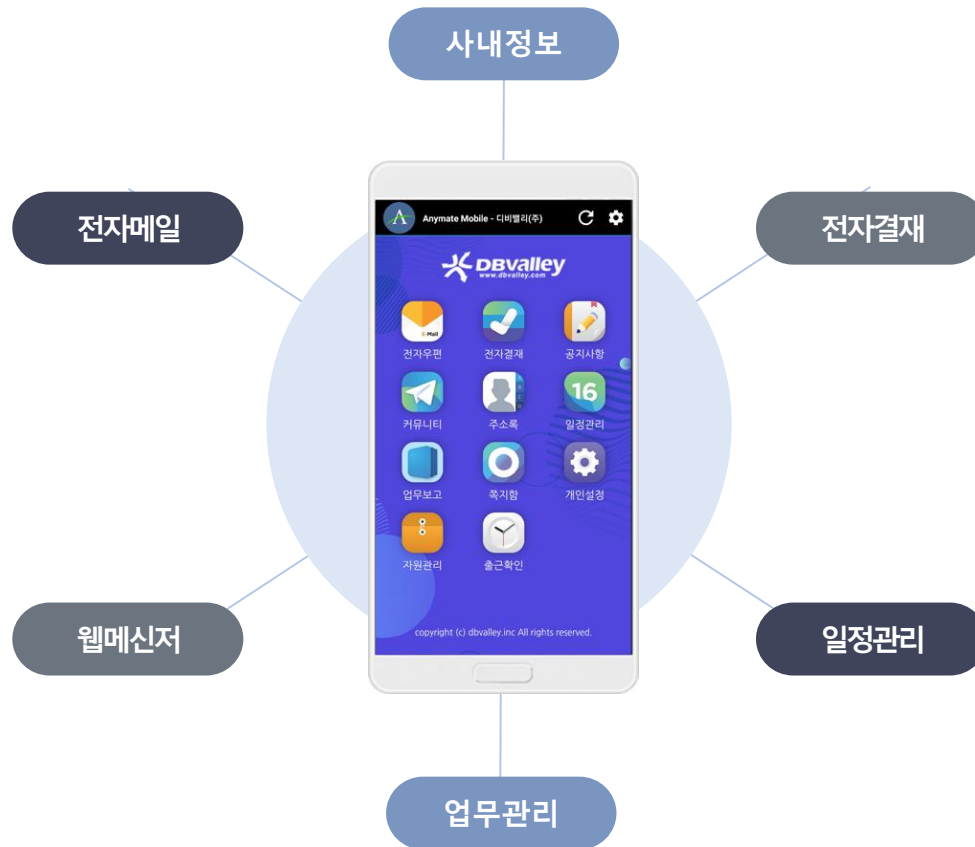 사내정보
전자메일
전자결재
Anymate Mobile - 디비밸리(주)
DBvalley
www.dbvalley.com
E-Mail
전자우편
전자결재
공지사항
16
커뮤니티
주소록
일정관리
업무보고
쪽지함
개인설정
자원관리
출근확인
copyright (c) dbvalley.inc All rights reserved.
웹메신저
일정관리
업무관리